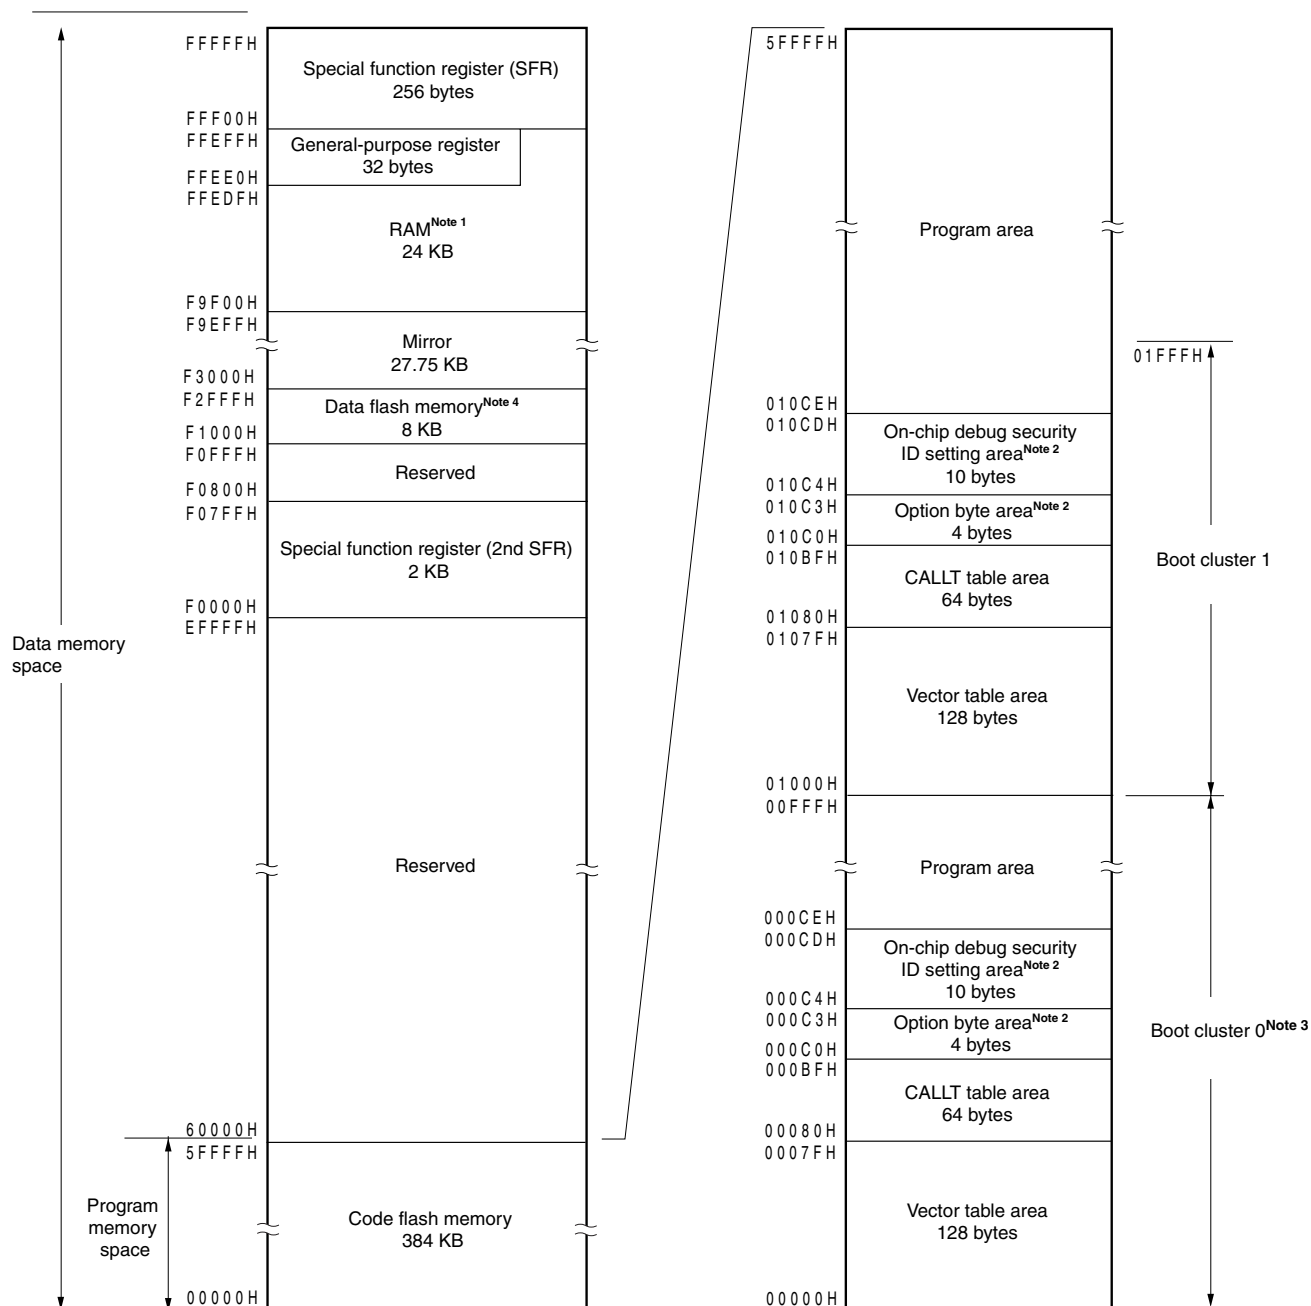 FFFFFH
Special function register (SFR)
256 bytes
FFF00H
FFEFFH
General-purpose register
32 bytes
FFEE0H
FFEDFH
RAMNote 1
24 KB
F9F00H
F9EFFH
Mirror
27.75 KB
F3000H
F2FFFH
Data flash memoryNote 4
8 KB
F1000H
F0FFFH
Reserved
F0800H
F07FFH
Special function register (2nd SFR)
2 KB
F0000H
EFFFFH
Data memory
space
Reserved
60000H
5FFFFH
Program
memory
space
Code flash memory
384 KB
00000H
5FFFFH
Program area
01FFFH
010CEH
010CDH
On-chip debug security
ID setting areaNote 2
10 bytes
010C4H
010C3H
Option byte areaNote 2
4 bytes
010C0H
010BFH
CALLT table area
64 bytes
Boot cluster 1
01080H
0107FH
Vector table area
128 bytes
01000H
00FFFH
Program area
000CEH
000CDH
On-chip debug security
ID setting areaNote 2
10 bytes
000C4H
000C3H
Option byte areaNote 2
4 bytes
Boot cluster 0Note 3
000C0H
000BFH
CALLT table area
64 bytes
00080H
0007FH
Vector table area
128 bytes
00000H